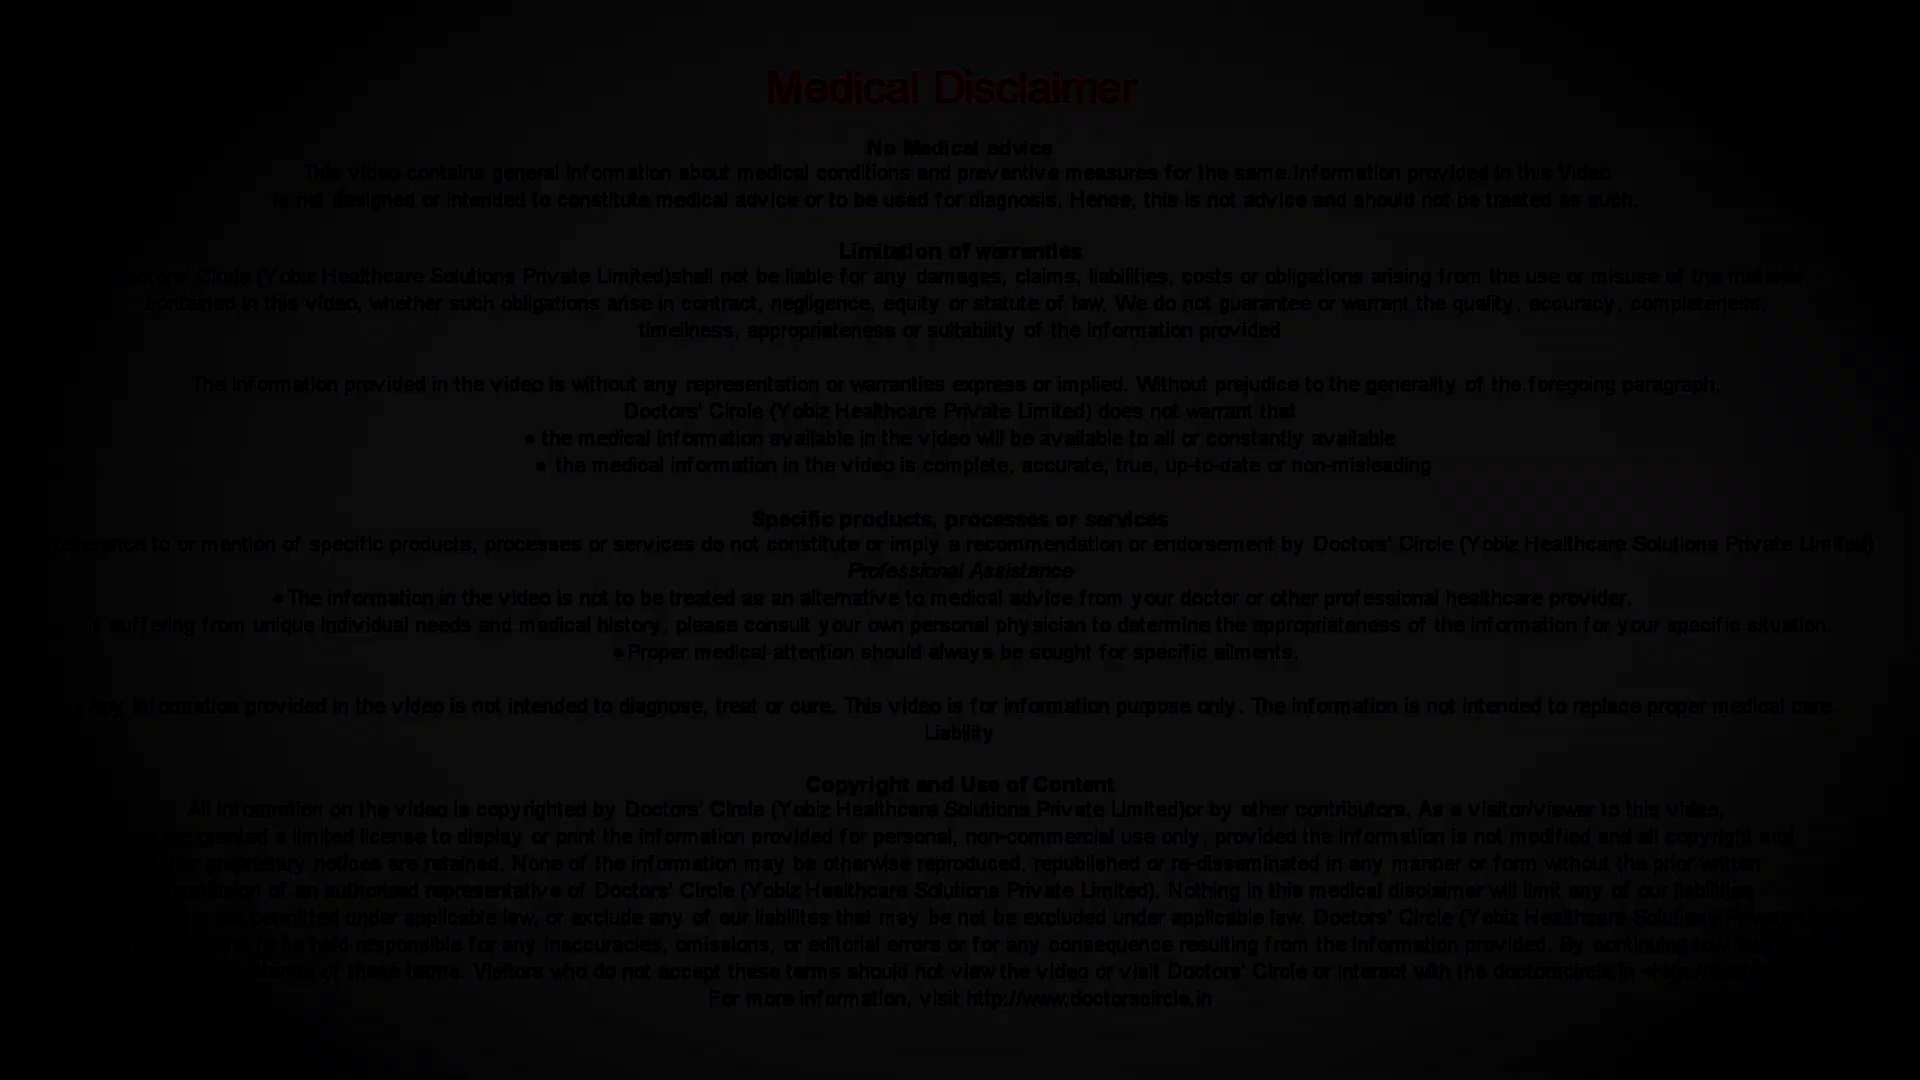 Medical Disclaimer
No Medical advice
This Video contains general information about medical conditions and preventive measures for the same.Information provided in this Video
is not designed or intended to constitute medical advice or to be used for diagnosis. Hence, this is not advice and should not be treated as such.
Limitation of warranties
Doctors' Circle (Yobiz Healthcare Solutions Private Limited)shall not be liable for any damages, claims, liabilities, costs or obligations arising from the use or misuse of the material
contained in this video, whether such obligations arise in contract, negligence, equity or statute of law. We do not guarantee or warrant the quality, accuracy, completeness,
timeliness, appropriateness or suitability of the information provided
The information provided in the video is without any representation or warranties express or implied. Without prejudice to the generality of the foregoing paragraph,
Doctors' Circle (Yobiz Healthcare Private Limited) does not warrant that
• the medical information available in the video will be available to all or constantly available
• the medical information in the video is complete, accurate, true, up-to-date or non-misleading
Specific products, processes or services
Reference to or mention of specific products, processes or services do not constitute or imply a recommendation or endorsement by Doctors' Circle (Yobiz Healthcare Solutions Private Limited)
Professional Assistance
•The information in the video is not to be treated as an alternative to medical advice from your doctor or other professional healthcare provider.
If suffering from unique individual needs and medical history, please consult your own personal physician to determine the appropriateness of the information for your specific situation.
•Proper medical attention should always be sought for specific ailments.
Any information provided in the video is not intended to diagnose, treat or cure. This video is for information purpose only. The information is not intended to replace proper medical care.
Liability
Copyright and Use of Content
All information on the video is copyrighted by Doctors' Circle (Yobiz Healthcare Solutions Private Limited)or by other contributors. As a visitor/viewer to this video,
granted a limited license to display or print the information provided for personal, non-commercial use only, provided the information is not modified and all copyright and
other proprietary notices are retained. None of the information may be otherwise reproduced, republished or re-disseminated in any manner or form without the prior written
permission of an authorized representative of Doctors' Circle (Yobiz Healthcare Solutions Private Limited). Nothing in this medical disclaimer will limit any of our liabilities
not permitted under applicable law, or exclude any of our liabilites that may be not be excluded under applicable law. Doctors' Circle (Yobiz Healthcare Solutions Private
to be held responsible for any inaccuracies, omissions, or editorial errors or for any consequence resulting from the information provided. By continuing to view
of these terms. Visitors who do not accept these terms should not view the video or visit Doctors' Circle or interact with the doctorscircle.in
For more information, visit http://www.doctorscircle.in